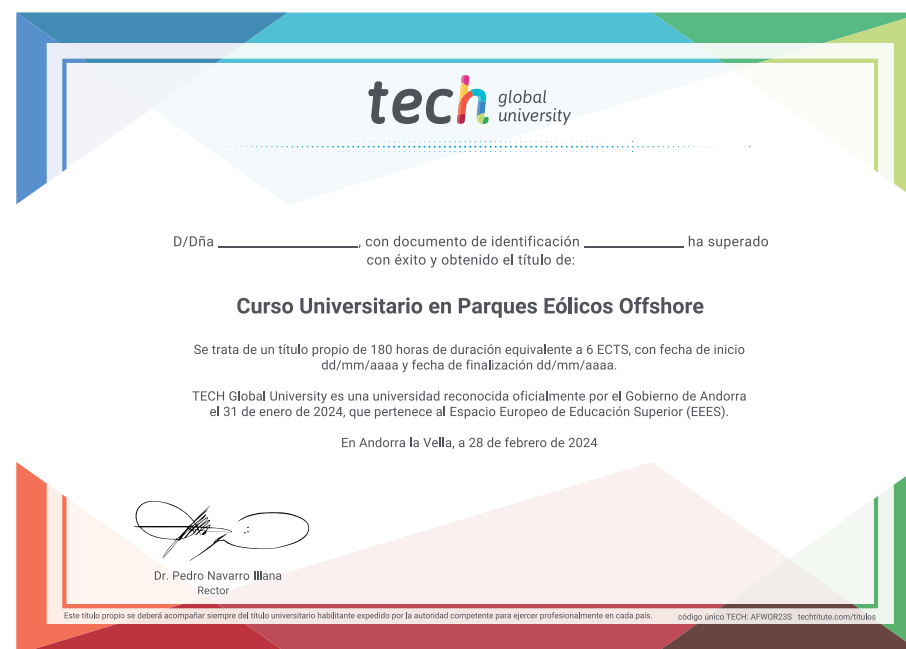 tech global university
D/Dña ______________, con documento de identificación __________ ha superado
con éxito y obtenido el título de:
Curso Universitario en Parques Eólicos Offshore
Se trata de un título propio de 180 horas de duración equivalente a 6 ECTS, con fecha de inicio
dd/mm/aaaa y fecha de finalización dd/mm/aaaa.
TECH Global University es una universidad reconocida oficialmente por el Gobierno de Andorra
el 31 de enero de 2024, que pertenece al Espacio Europeo de Educación Superior (EEES).
En Andorra la Vella, a 28 de febrero de 2024
Dr. Pedro Navarro Illana
Rector
Este título propio se deberá acompañar siempre del título universitario habilitante expedido por la autoridad competente para ejercer profesionalmente en cada país.
código único TECH: AFWOR23S techtitute.com/titulos